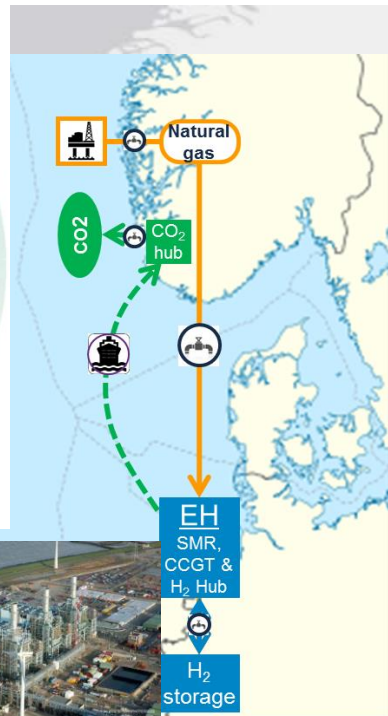 Natural
gas
CO2
CO₂
hub
EH
SMR,
CCGT &
H₂ Hub
H₂
storage